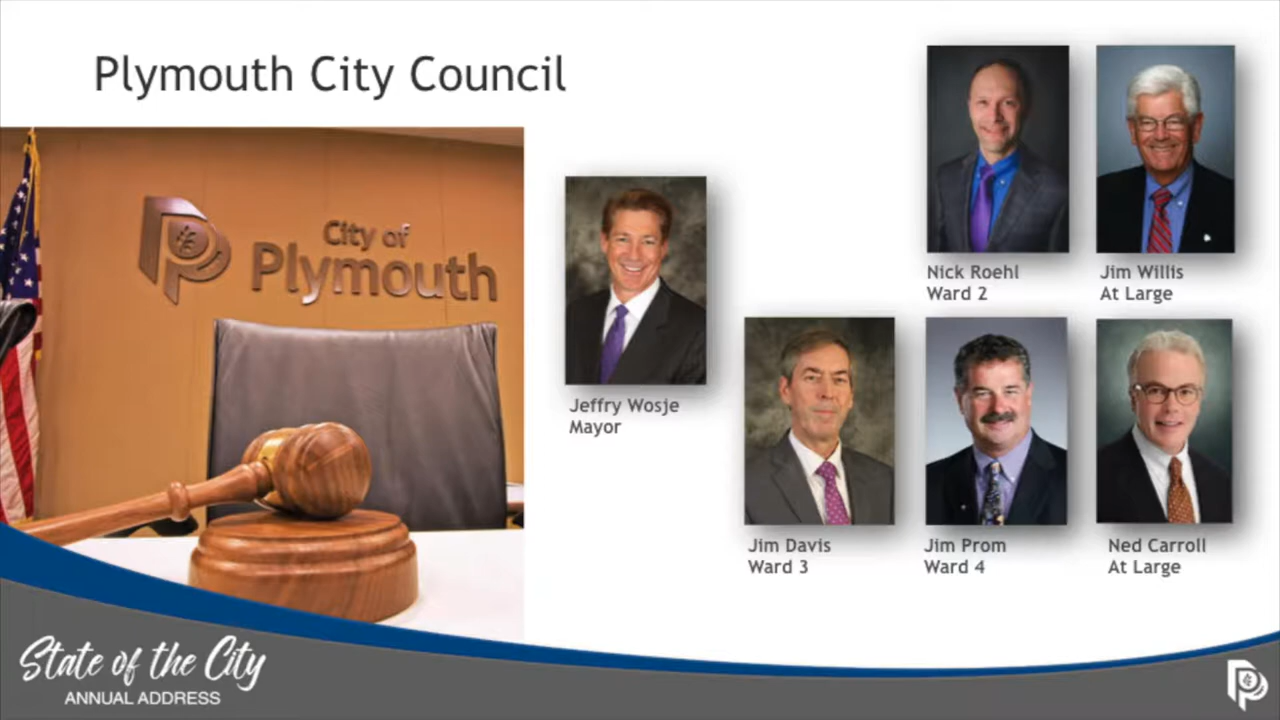 Plymouth City Council
City of
Plymouth
Jeffry Wosje
Mayor
Nick Roehl
Ward 2
Jim Willis
At Large
Jim Davis
Ward 3
Jim Prom
Ward 4
Ned Carroll
At Large
State of the City
ANNUAL ADDRESS